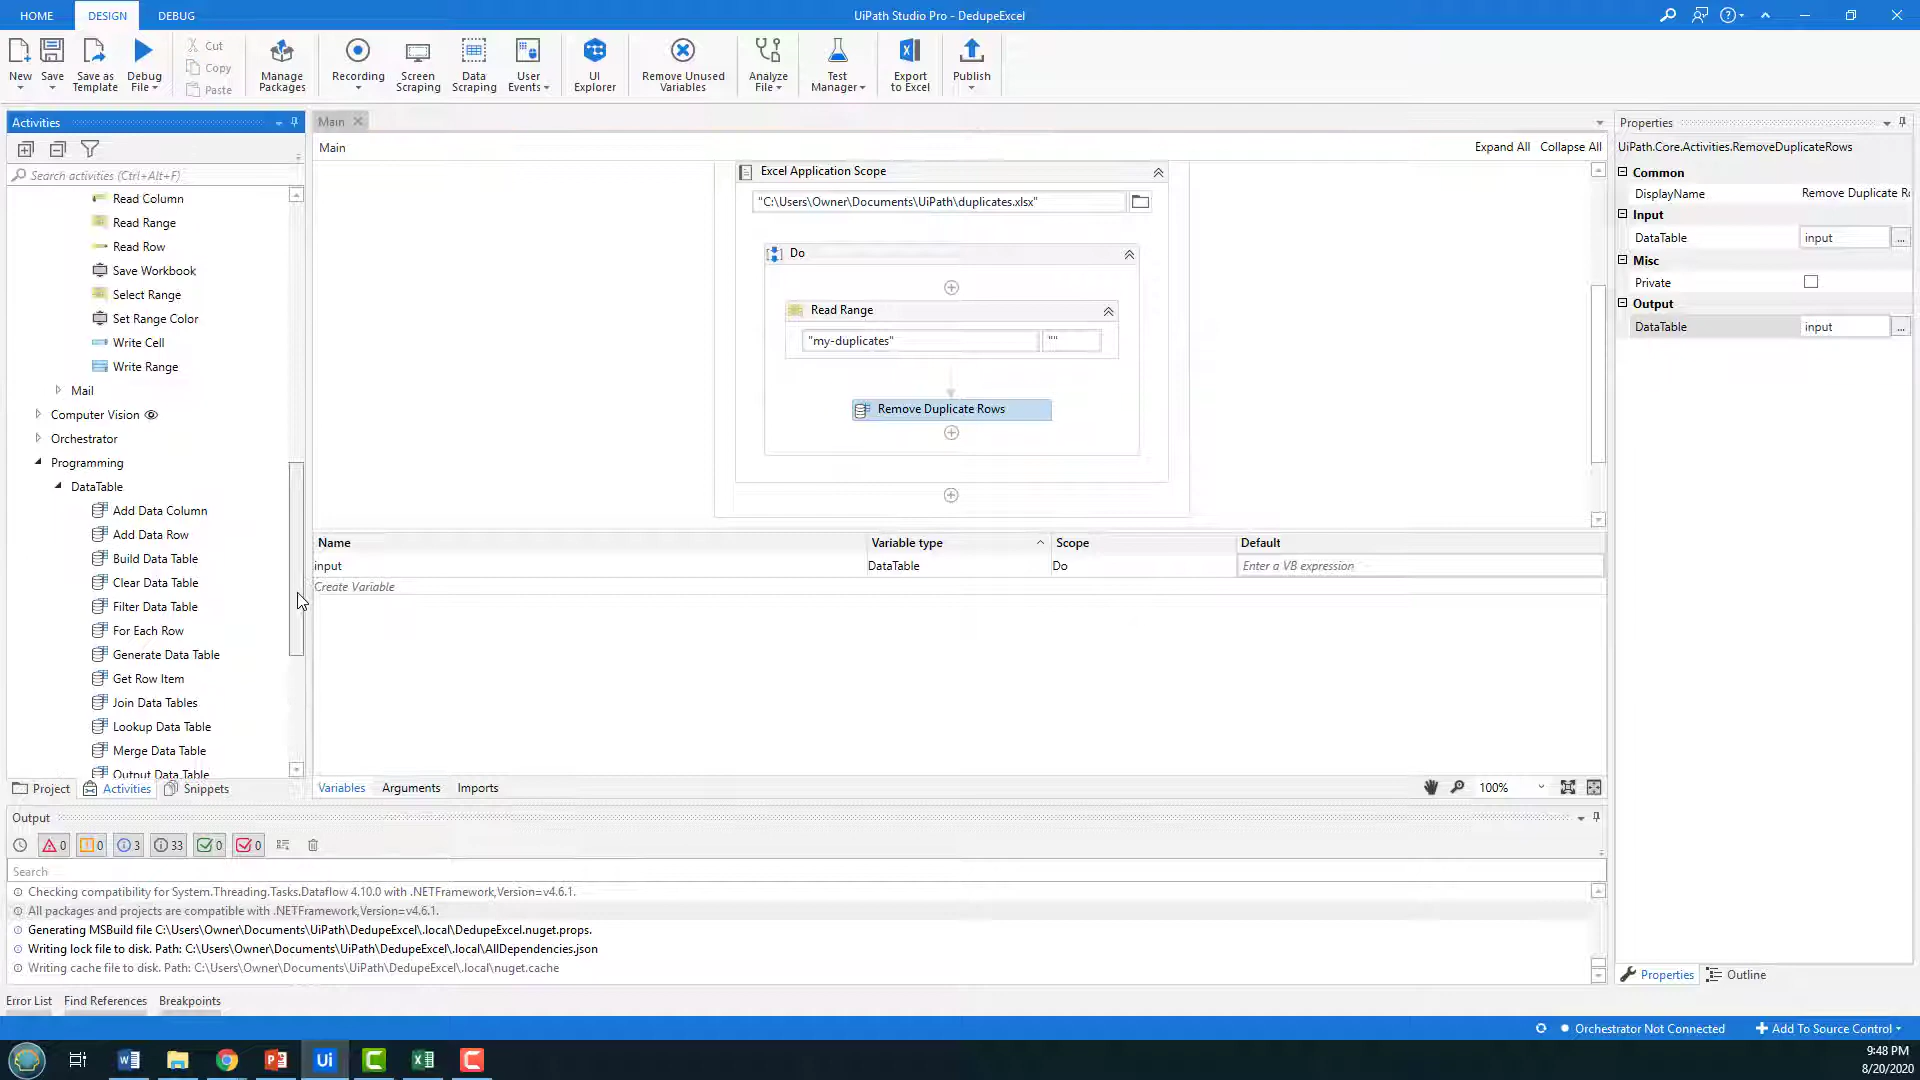 HOME DESIGN DEBUG UiPath Studio Pro - DedupeExcel
New Save Save as Template Debug File Cut Copy Paste Manage Packages Recording Screen Scraping Data Scraping User Events UI Explorer Remove Unused Variables Analyze File Test Manager Export to Excel Publish
Activities
Search activities (Ctrl+Alt+F)
Read Column
Read Range
Read Row
Save Workbook
Select Range
Set Range Color
Write Cell
Write Range
Mail
Computer Vision
Orchestrator
Programming
DataTable
Add Data Column
Add Data Row
Build Data Table
Clear Data Table
Filter Data Table
For Each Row
Generate Data Table
Get Row Item
Join Data Tables
Lookup Data Table
Merge Data Table
Output Data Table
Project Activities Snippets
Main
Main Expand All Collapse All
Excel Application Scope
"C:\Users\Owner\Documents\UiPath\duplicates.xlsx"
Do
Read Range
"my-duplicates" ""
Remove Duplicate Rows
Name Variable type Scope Default
input DataTable Do Enter a VB expression
Create Variable
Variables Arguments Imports 100%
Properties
UiPath.Core.Activities.RemoveDuplicateRows
Common
DisplayName Remove Duplicate R
Input
DataTable input ...
Misc
Private
Output
DataTable input ...
Properties Outline
Output
0 0 3 33 0 0
Search
Checking compatibility for System.Threading.Tasks.Dataflow 4.10.0 with .NETFramework,Version=v4.6.1.
All packages and projects are compatible with .NETFramework,Version=v4.6.1.
Generating MSBuild file C:\Users\Owner\Documents\UiPath\DedupeExcel\.local\DedupeExcel.nuget.props.
Writing lock file to disk. Path: C:\Users\Owner\Documents\UiPath\DedupeExcel\.local\AllDependencies.json
Writing cache file to disk. Path: C:\Users\Owner\Documents\UiPath\DedupeExcel\.local\nuget.cache
Error List Find References Breakpoints
Orchestrator Not Connected Add To Source Control
Ui
9:48 PM
8/20/2020